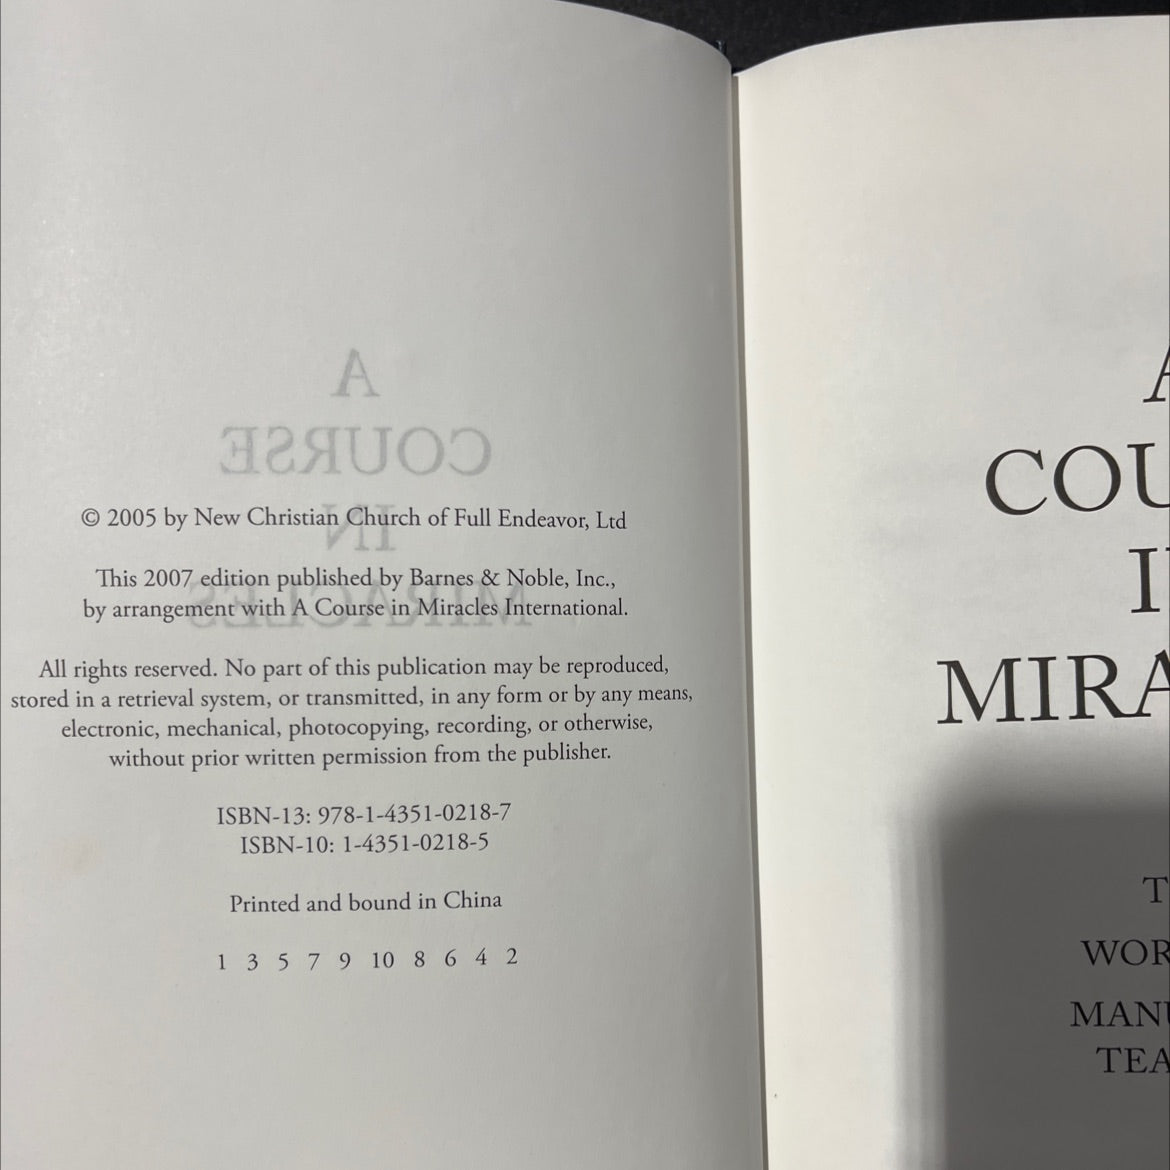 A
COURSE
IN
MIRACLES
© 2005 by New Christian Church of Full Endeavor, Ltd
This 2007 edition published by Barnes & Noble, Inc.,
by arrangement with A Course in Miracles International.
All rights reserved. No part of this publication may be reproduced,
stored in a retrieval system, or transmitted, in any form or by any means,
electronic, mechanical, photocopying, recording, or otherwise,
without prior written permission from the publisher.
ISBN-13: 978-1-4351-0218-7
ISBN-10: 1-4351-0218-5
Printed and bound in China
1 3 5 7 9 10 8 6 4 2
A
COU
I
MIRA
T
WOR
MANU
TEA